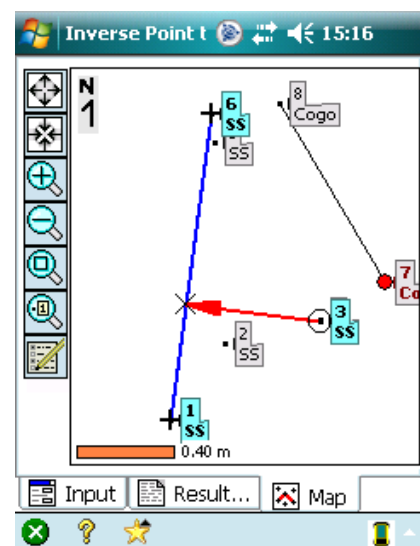 Inverse Point t 15:16
N
1
6
SS
SS
8
Cogo
7
Co
3
SS
2
SS
1
SS
0.40 m
Input Result... Map